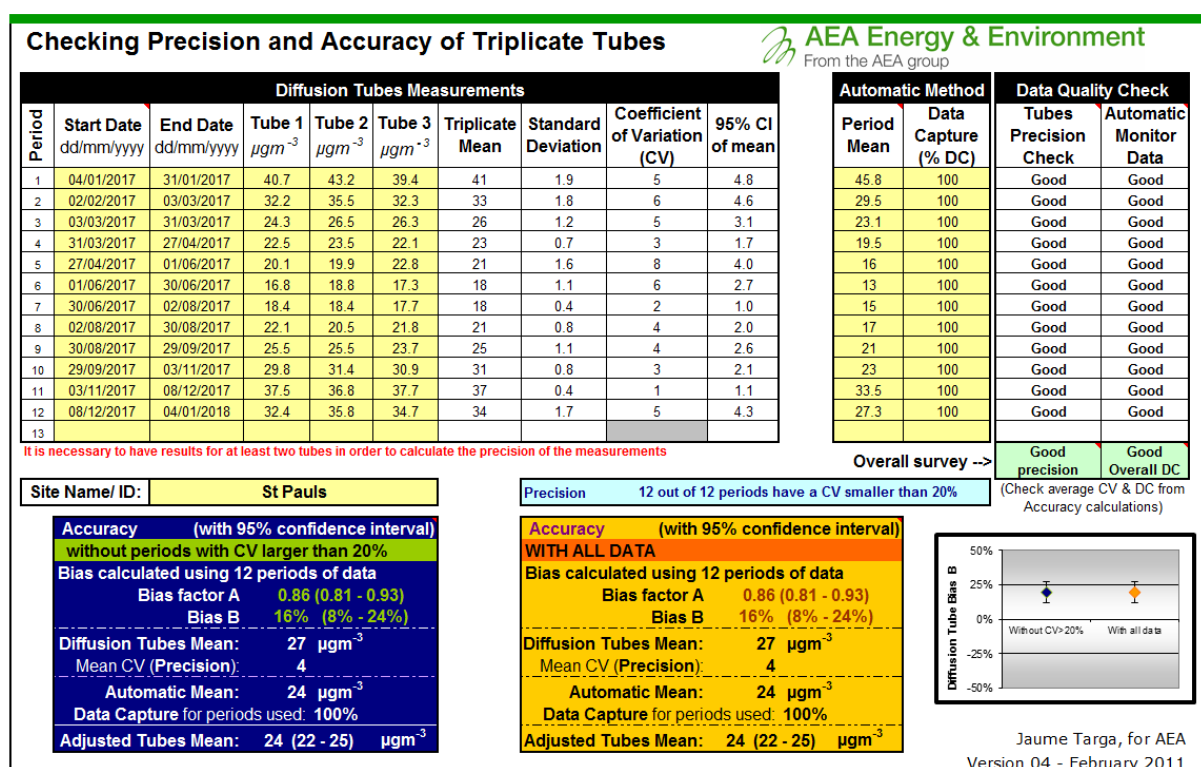 Checking Precision and Accuracy of Triplicate Tubes
AEA Energy & Environment
From the AEA group
Diffusion Tubes Measurements
Automatic Method
Data Quality Check
Period Start Date dd/mm/yyyy End Date dd/mm/yyyy Tube 1 µgm-3 Tube 2 µgm-3 Tube 3 µgm-3 Triplicate Mean Standard Deviation Coefficient of Variation (CV) 95% CI of mean Period Mean Data Capture (% DC) Tubes Precision Check Automatic Monitor Data
1 04/01/2017 31/01/2017 40.7 43.2 39.4 41 1.9 5 4.8 45.8 100 Good Good
2 02/02/2017 03/03/2017 32.2 35.5 32.3 33 1.8 6 4.6 29.5 100 Good Good
3 03/03/2017 31/03/2017 24.3 26.5 26.3 26 1.2 5 3.1 23.1 100 Good Good
4 31/03/2017 27/04/2017 22.5 23.5 22.1 23 0.7 3 1.7 19.5 100 Good Good
5 27/04/2017 01/06/2017 20.1 19.9 22.8 21 1.6 8 4.0 16 100 Good Good
6 01/06/2017 30/06/2017 16.8 18.8 17.3 18 1.1 6 2.7 13 100 Good Good
7 30/06/2017 02/08/2017 18.4 18.4 17.7 18 0.4 2 1.0 15 100 Good Good
8 02/08/2017 30/08/2017 22.1 20.5 21.8 21 0.8 4 2.0 17 100 Good Good
9 30/08/2017 29/09/2017 25.5 25.5 23.7 25 1.1 4 2.6 21 100 Good Good
10 29/09/2017 03/11/2017 29.8 31.4 30.9 31 0.8 3 2.1 23 100 Good Good
11 03/11/2017 08/12/2017 37.5 36.8 37.7 37 0.4 1 1.1 33.5 100 Good Good
12 08/12/2017 04/01/2018 32.4 35.8 34.7 34 1.7 5 4.3 27.3 100 Good Good
13
It is necessary to have results for at least two tubes in order to calculate the precision of the measurements
Overall survey --> Good precision Good Overall DC
Site Name/ ID: St Pauls
Precision 12 out of 12 periods have a CV smaller than 20%
(Check average CV & DC from
Accuracy calculations)
Accuracy (with 95% confidence interval)
without periods with CV larger than 20%
Bias calculated using 12 periods of data
Bias factor A 0.86 (0.81 - 0.93)
Bias B 16% (8% - 24%)
Diffusion Tubes Mean: 27 µgm-3
Mean CV (Precision): 4
Automatic Mean: 24 µgm-3
Data Capture for periods used: 100%
Adjusted Tubes Mean: 24 (22 - 25) µgm-3
Accuracy (with 95% confidence interval)
WITH ALL DATA
Bias calculated using 12 periods of data
Bias factor A 0.86 (0.81 - 0.93)
Bias B 16% (8% - 24%)
Diffusion Tubes Mean: 27 µgm-3
Mean CV (Precision): 4
Automatic Mean: 24 µgm-3
Data Capture for periods used: 100%
Adjusted Tubes Mean: 24 (22 - 25) µgm-3
Diffusion Tube Bias B
50%
25%
0%
-25%
-50%
Without CV>20% With all data
Jaume Targa, for AEA
Version 04 - February 2011